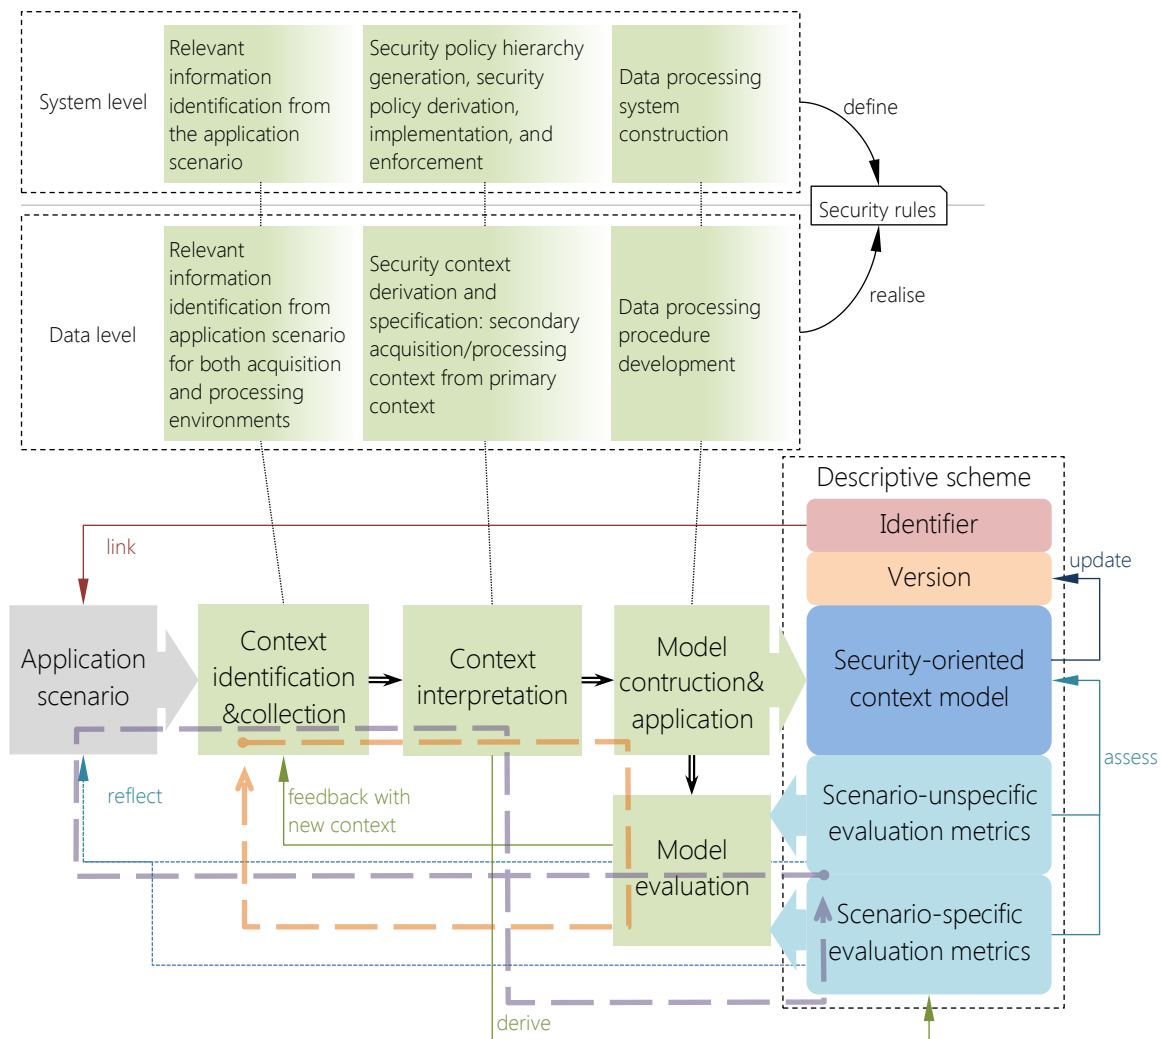 System level
Relevant
information
identification from
the application
scenario
Security policy hierarchy
generation, security
policy derivation,
implementation, and
enforcement
Data processing
system
construction
define
Security rules
Data level
Relevant
information
identification from
application scenario
for both acquisition
and processing
environments
Security context
derivation and
specification: secondary
acquisition/processing
context from primary
context
Data processing
procedure
development
realise
Descriptive scheme
Identifier
link
Version
update
Application
scenario
Context
identification
&collection
Context
interpretation
Model
contruction&
application
Security-oriented
context model
assess
reflect
feedback with
new context
Model
evaluation
Scenario-unspecific
evaluation metrics
Scenario-specific
evaluation metrics
derive